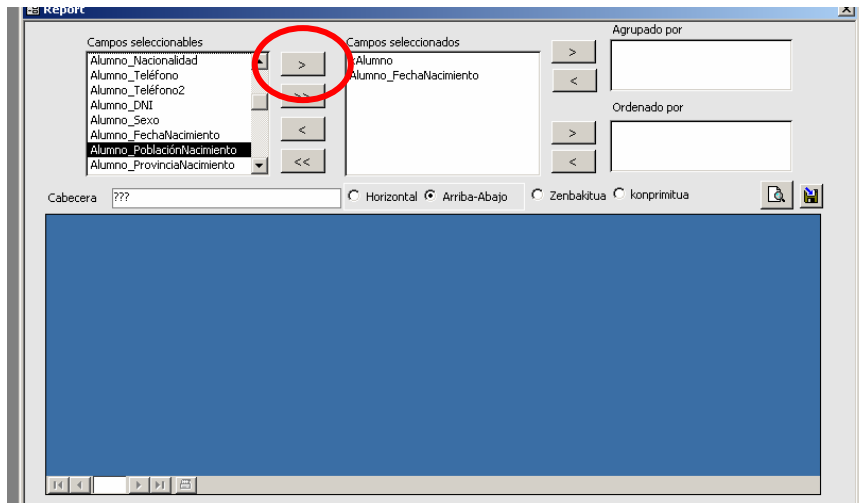 Report
Agrupado por
Campos seleccionables
Campos seleccionados
Alumno_Nacionalidad
Alumno_Teléfono
Alumno_Teléfono2
Alumno_DNI
Alumno_Sexo
Alumno_FechaNacimiento
Alumno_PoblaciónNacimiento
Alumno_ProvinciaNacimiento
>
>>
<
<<
xAlumno
Alumno_FechaNacimiento
>
<
Ordenado por
>
<
Cabecera ???
Horizontal Arriba-Abajo Zenbakitua konprimitua